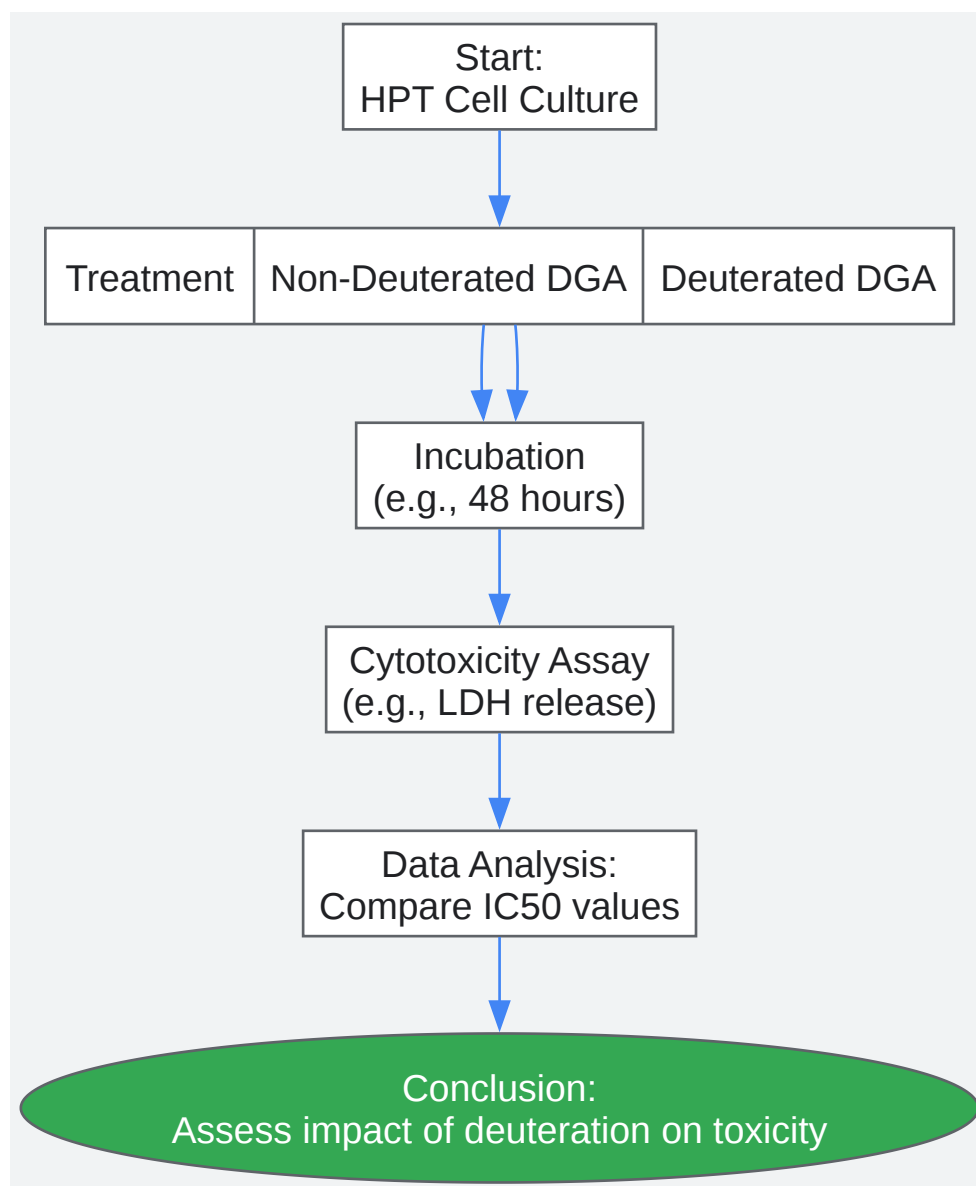 Start:
HPT Cell Culture
Treatment
Non-Deuterated DGA
Deuterated DGA
Incubation
(e.g., 48 hours)
Cytotoxicity Assay
(e.g., LDH release)
Data Analysis:
Compare IC50 values
Conclusion:
Assess impact of deuteration on toxicity